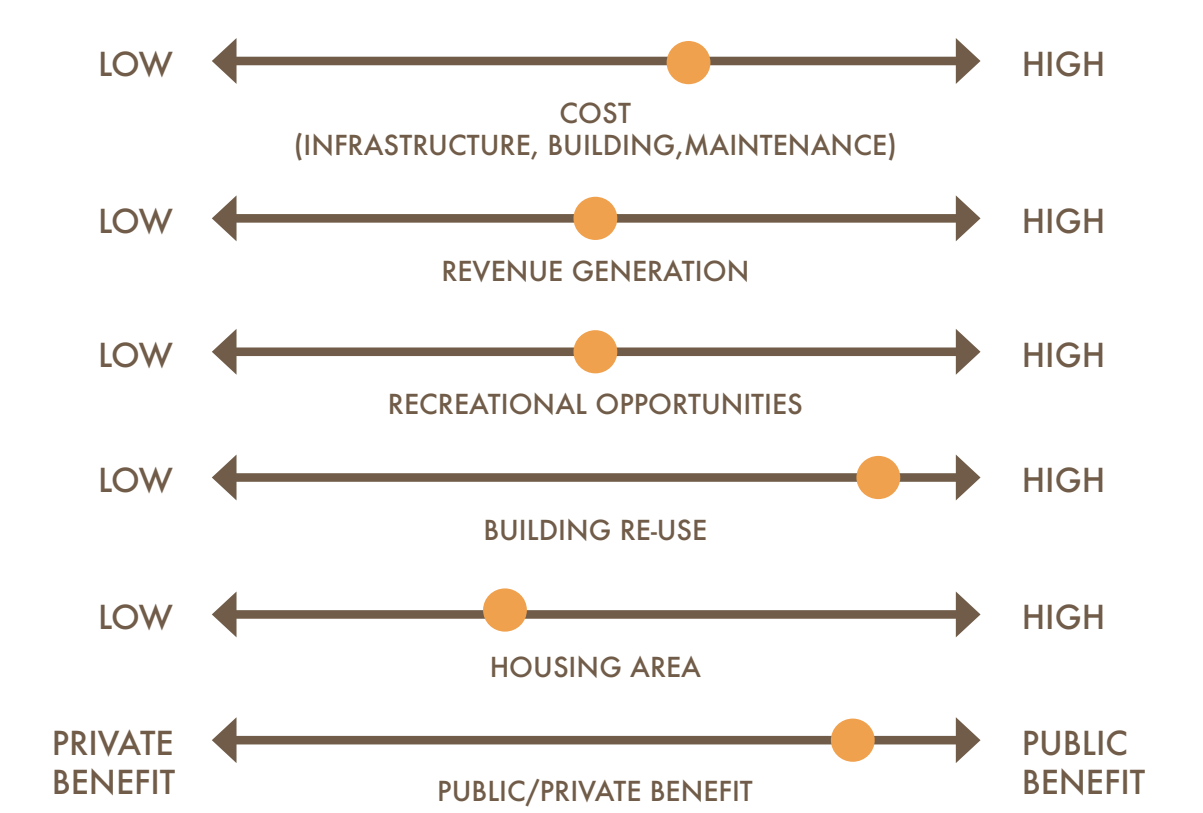 LOW HIGH
COST
(INFRASTRUCTURE, BUILDING,MAINTENANCE)
LOW HIGH
REVENUE GENERATION
LOW HIGH
RECREATIONAL OPPORTUNITIES
LOW HIGH
BUILDING RE-USE
LOW HIGH
HOUSING AREA
PRIVATE
BENEFIT
PUBLIC
BENEFIT
PUBLIC/PRIVATE BENEFIT